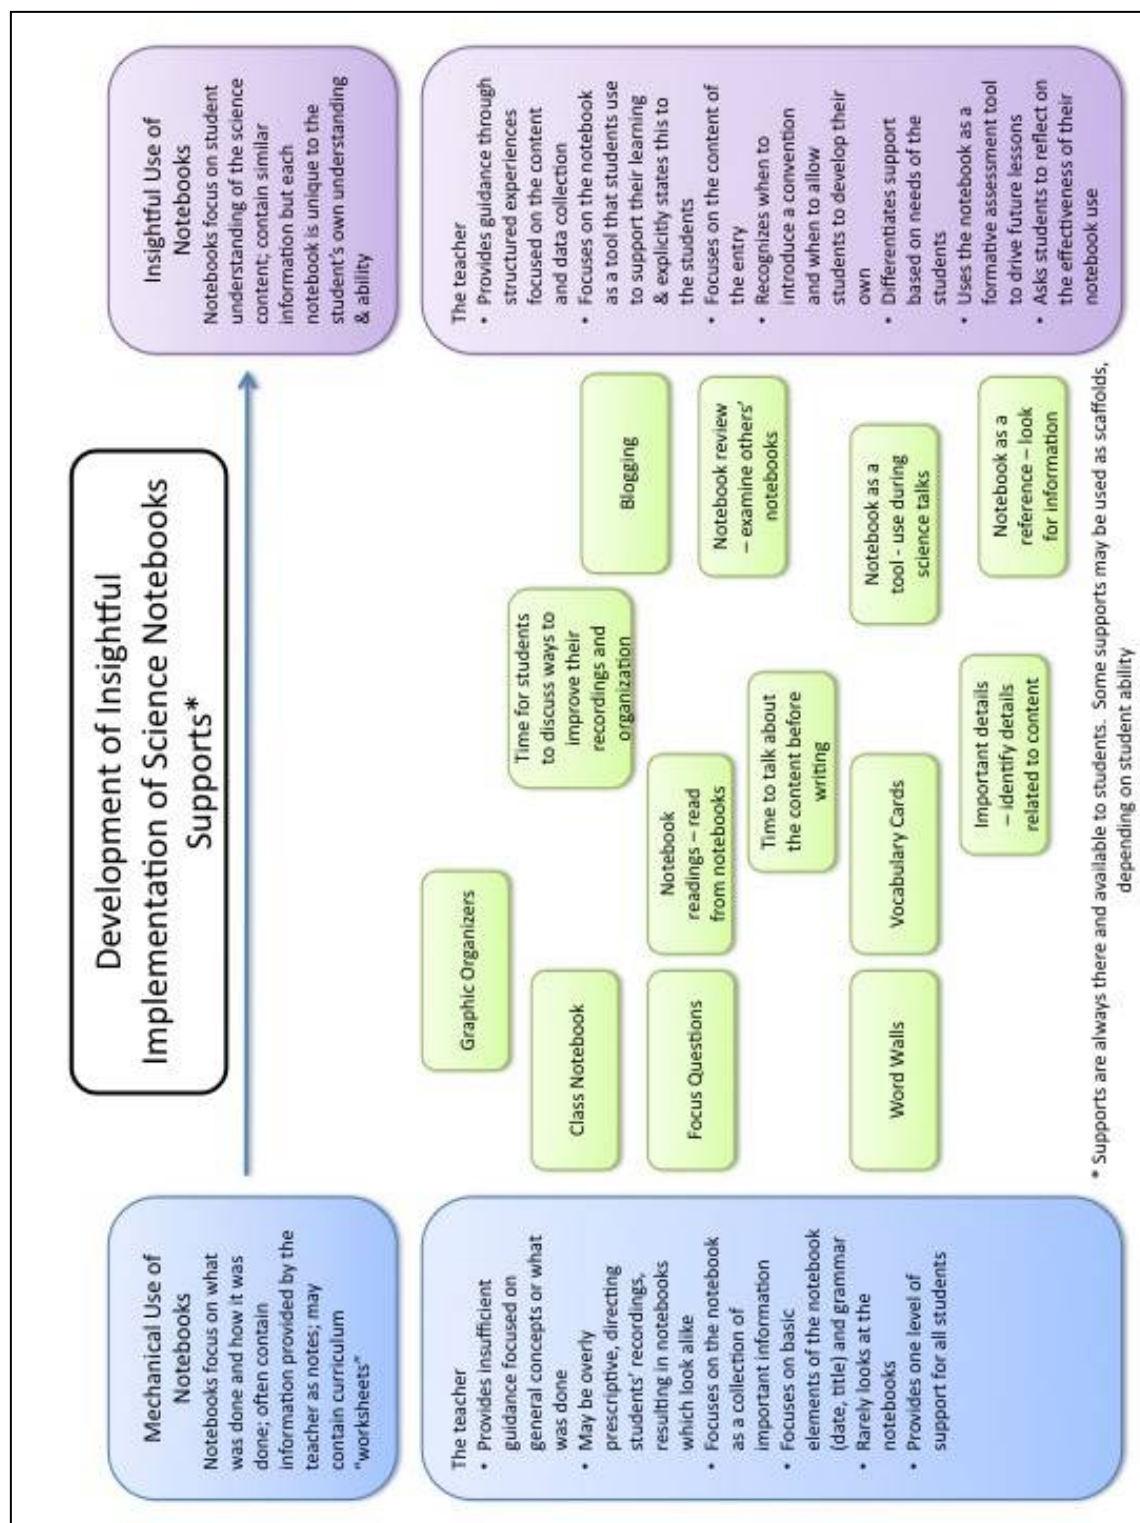 Development of Insightful
Implementation of Science Notebooks
Supports*
Mechanical Use of
Notebooks
Notebooks focus on what
was done and how it was
done; often contain
information provided by the
teacher as notes; may
contain curriculum
“worksheets”
Insightful Use of
Notebooks
Notebooks focus on student
understanding of the science
content; contain similar
information but each
notebook is unique to the
student’s own understanding
& ability
The teacher
• Provides insufficient
guidance focused on
general concepts or what
was done
• May be overly
prescriptive, directing
students’ recordings,
resulting in notebooks
which look alike
• Focuses on the notebook
as a collection of
important information
• Focuses on basic
elements of the notebook
(date, title) and grammar
• Rarely looks at the
notebooks
• Provides one level of
support for all students
Graphic Organizers
Class Notebook
Time for students
to discuss ways to
improve their
recordings and
organization
Blogging
Focus Questions
Notebook
readings – read
from notebooks
Notebook review
– examine others’
notebooks
Time to talk about
the content before
writing
Word Walls
Vocabulary Cards
Notebook as a
tool - use during
science talks
Important details
– identify details
related to content
Notebook as a
reference – look
for information
The teacher
• Provides guidance through
structured experiences
focused on the content
and data collection
• Focuses on the notebook
as a tool that students use
to support their learning
& explicitly states this to
the students
• Focuses on the content of
the entry
• Recognizes when to
introduce a convention
and when to allow
students to develop their
own
• Differentiates support
based on needs of the
students
• Uses the notebook as a
formative assessment tool
to drive future lessons
• Asks students to reflect on
the effectiveness of their
notebook use
* Supports are always there and available to students. Some supports may be used as scaffolds,
depending on student ability